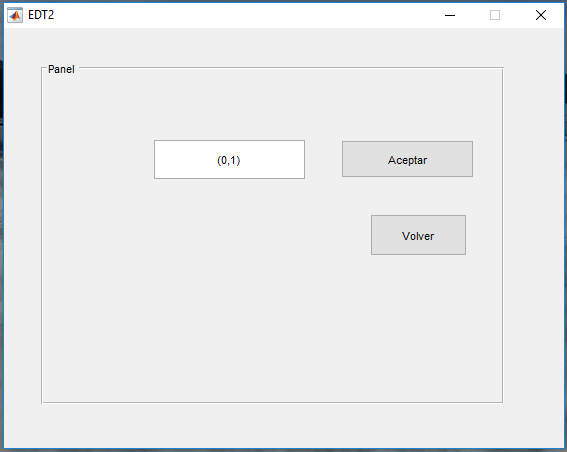 EDT2
Panel
(0,1)
Aceptar
Volver